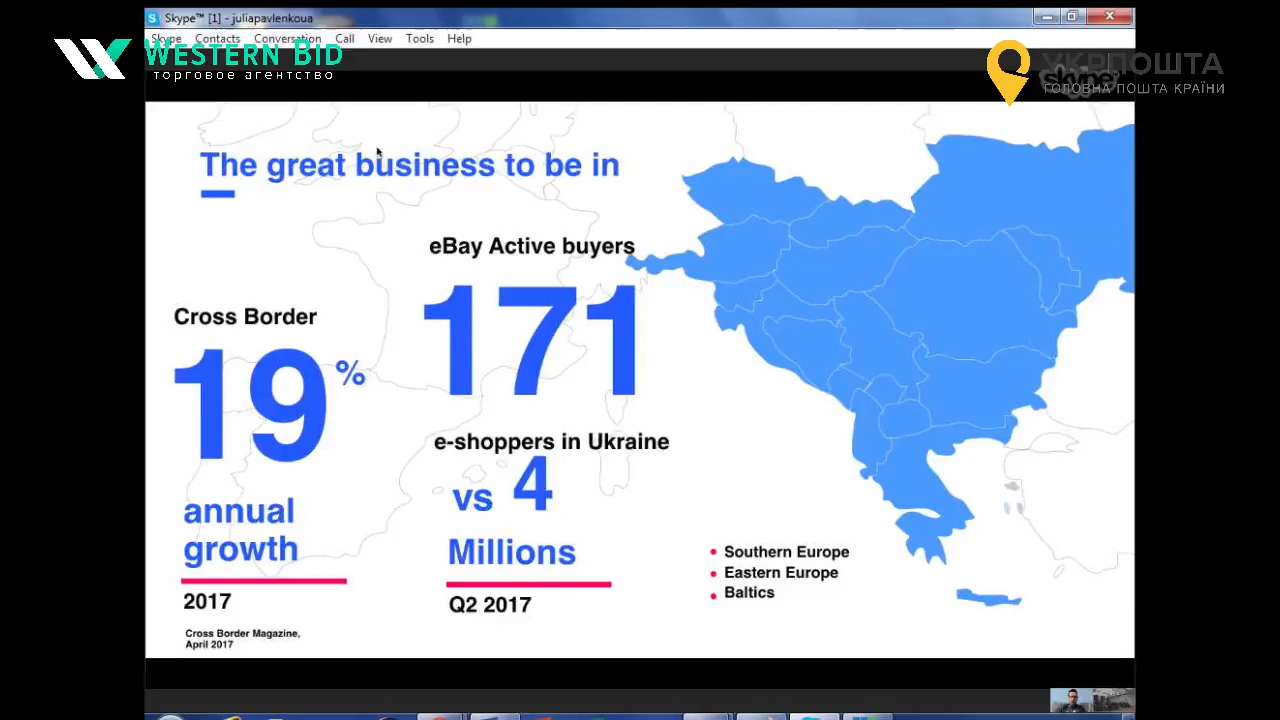 Skype™ [1] - juliapavlenkoua
Skype Contacts Conversation Call View Tools Help
WESTERN BID
торговое агентство
УКРПОШТА
skype
ГОЛОВНА ПОШТА КРАЇНИ
The great business to be in
eBay Active buyers
171
Cross Border
19%
e-shoppers in Ukraine
vs 4
annual
growth
Millions
2017
Q2 2017
Southern Europe
Eastern Europe
Baltics
Cross Border Magazine,
April 2017